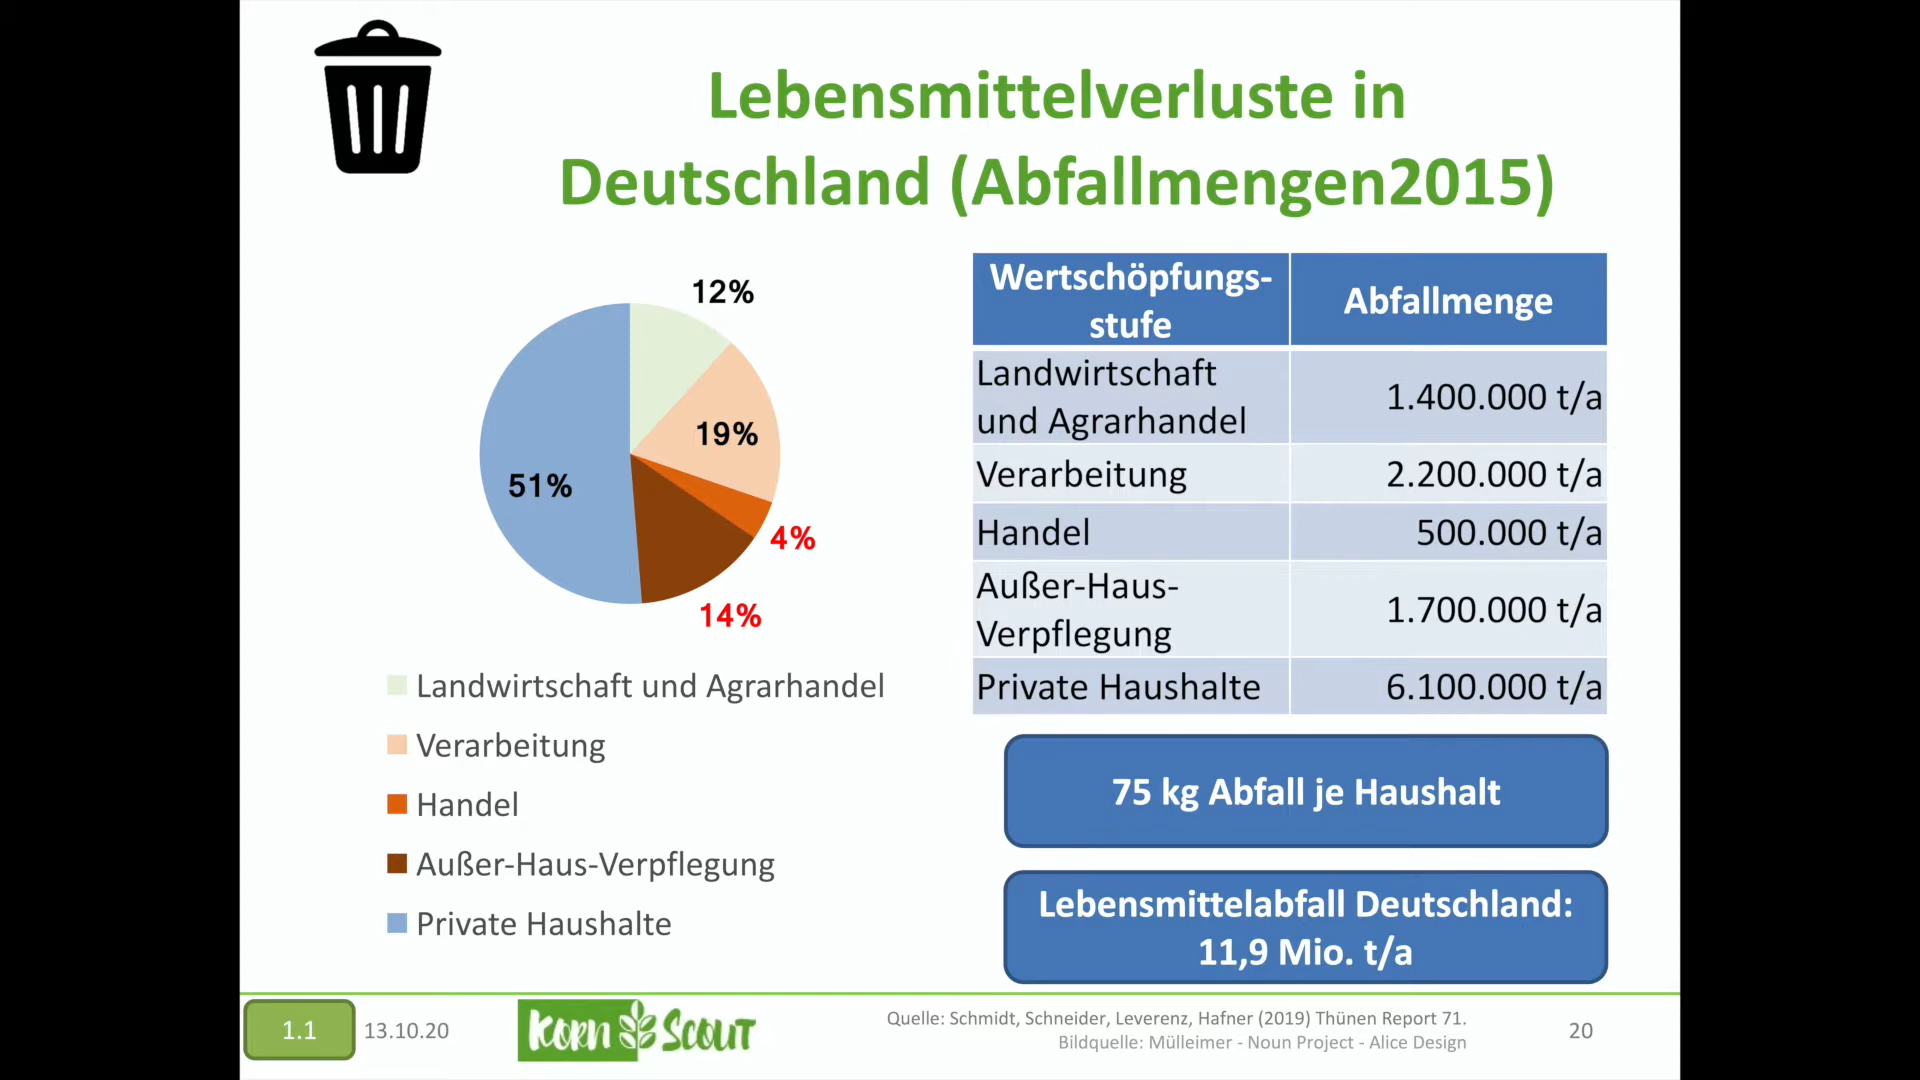 Lebensmittelverluste in
Deutschland (Abfallmengen2015)
12%
19%
51%
4%
14%
Landwirtschaft und Agrarhandel
Verarbeitung
Handel
Außer-Haus-Verpflegung
Private Haushalte
Wertschöpfungs-
stufe
Abfallmenge
Landwirtschaft
und Agrarhandel
1.400.000 t/a
Verarbeitung
2.200.000 t/a
Handel
500.000 t/a
Außer-Haus-
Verpflegung
1.700.000 t/a
Private Haushalte
6.100.000 t/a
75 kg Abfall je Haushalt
Lebensmittelabfall Deutschland:
11,9 Mio. t/a
1.1
13.10.20
KORN SCOUT
Quelle: Schmidt, Schneider, Leverenz, Hafner (2019) Thünen Report 71.
Bildquelle: Mülleimer - Noun Project - Alice Design
20